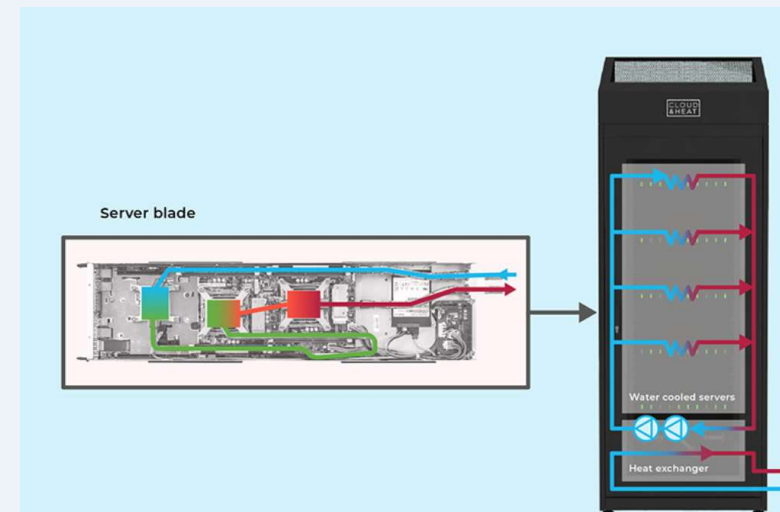 CLOUD
&HEAT
Server blade
Water cooled servers
Heat exchanger